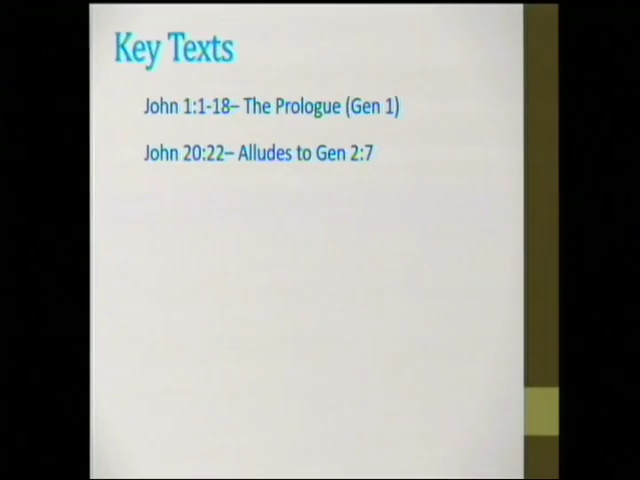 Key Texts
John 1:1-18– The Prologue (Gen 1)
John 20:22– Alludes to Gen 2:7